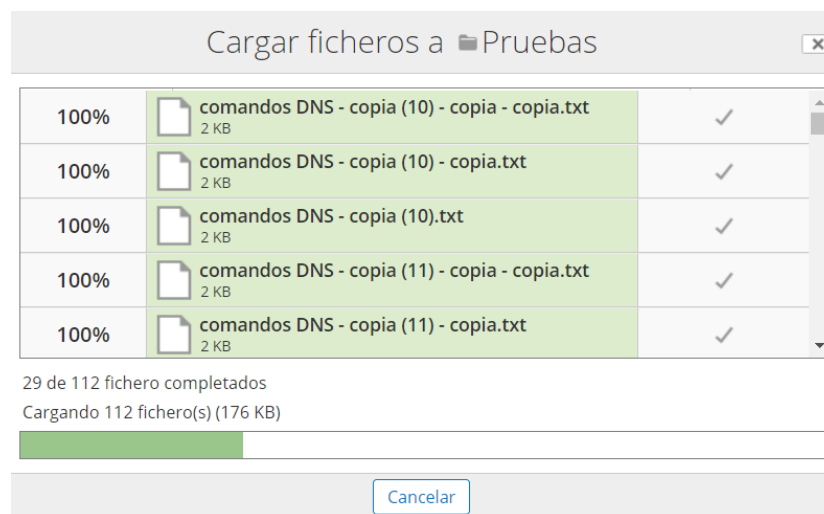 Cargar ficheros a Pruebas
100%
comandos DNS - copia (10) - copia - copia.txt
2 KB
100%
comandos DNS - copia (10) - copia.txt
2 KB
100%
comandos DNS - copia (10).txt
2 KB
100%
comandos DNS - copia (11) - copia - copia.txt
2 KB
100%
comandos DNS - copia (11) - copia.txt
2 KB
29 de 112 fichero completados
Cargando 112 fichero(s) (176 KB)
Cancelar